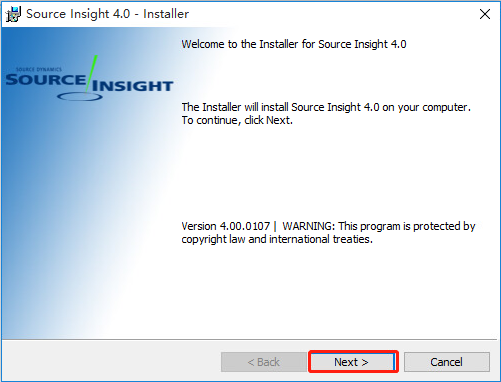 Source Insight 4.0 - Installer
Welcome to the Installer for Source Insight 4.0
SOURCE DYNAMICS
SOURCE INSIGHT
The Installer will install Source Insight 4.0 on your computer.
To continue, click Next.
Version 4.00.0107 | WARNING: This program is protected by
copyright law and international treaties.
< Back
Next >
Cancel